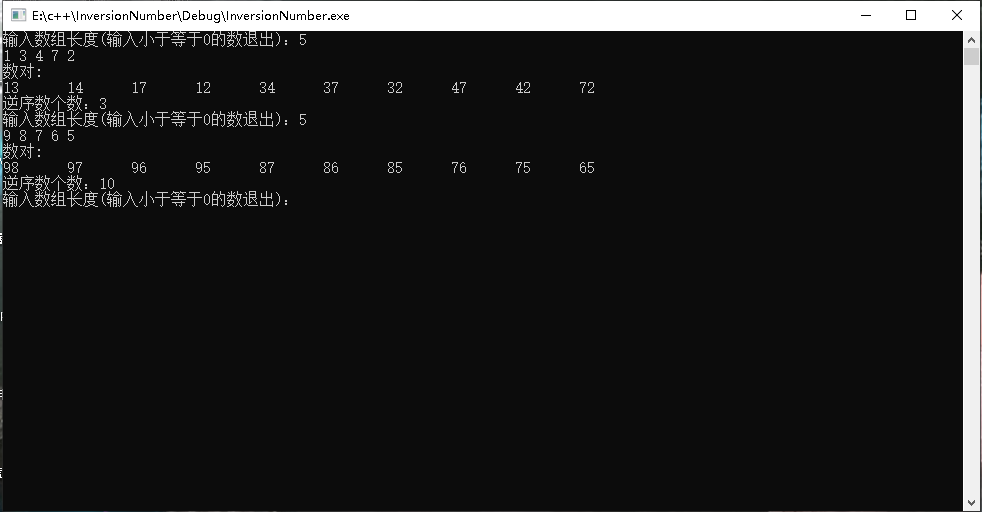 E:\c++\InversionNumber\Debug\InversionNumber.exe
输入数组长度(输入小于等于0的数退出)：5
1 3 4 7 2
数对:
13 14 17 12 34 37 32 47 42 72
逆序数个数：3
输入数组长度(输入小于等于0的数退出)：5
9 8 7 6 5
数对:
98 97 96 95 87 86 85 76 75 65
逆序数个数：10
输入数组长度(输入小于等于0的数退出)：